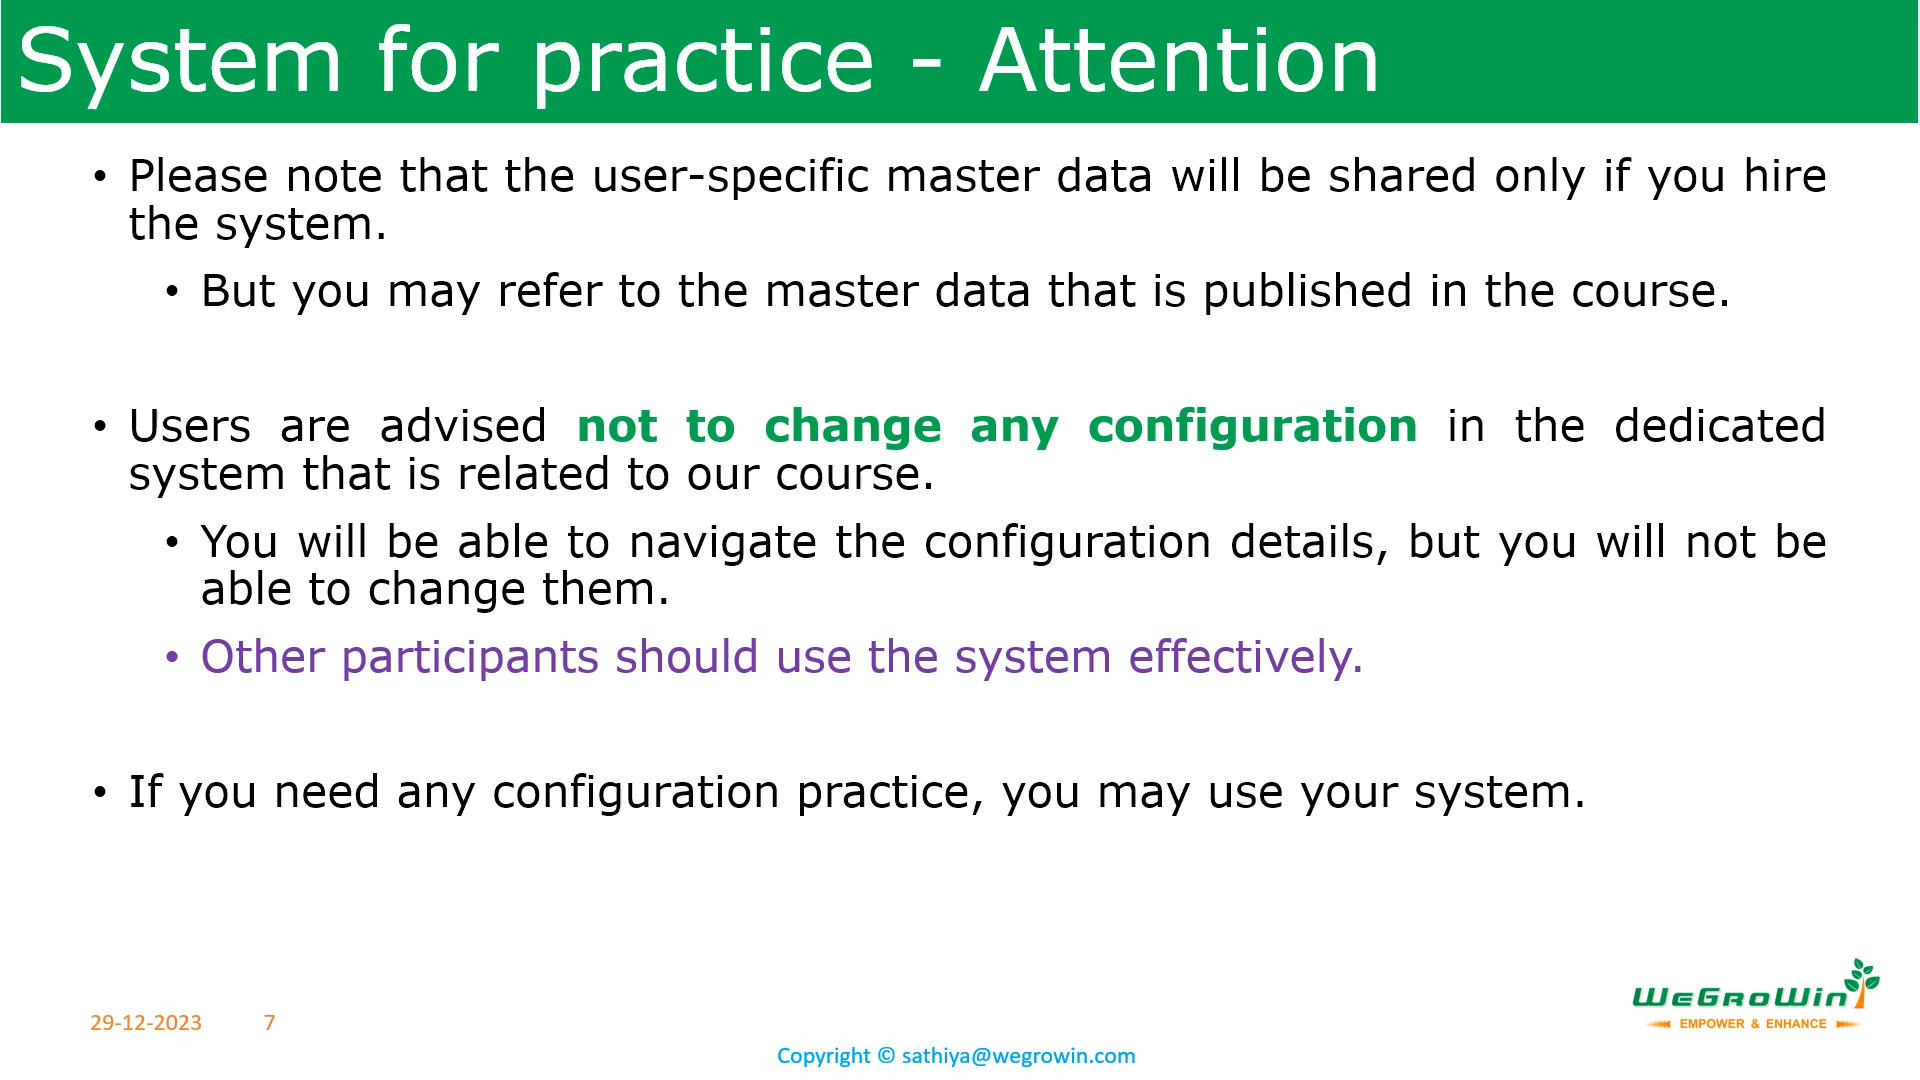 System for practice - Attention
• Please note that the user-specific master data will be shared only if you hire
the system.
• But you may refer to the master data that is published in the course.
• Users are advised not to change any configuration in the dedicated
system that is related to our course.
• You will be able to navigate the configuration details, but you will not be
able to change them.
• Other participants should use the system effectively.
• If you need any configuration practice, you may use your system.
WeGroWin
EMPOWER & ENHANCE
29-12-2023 7
Copyright © sathiya@wegrowin.com